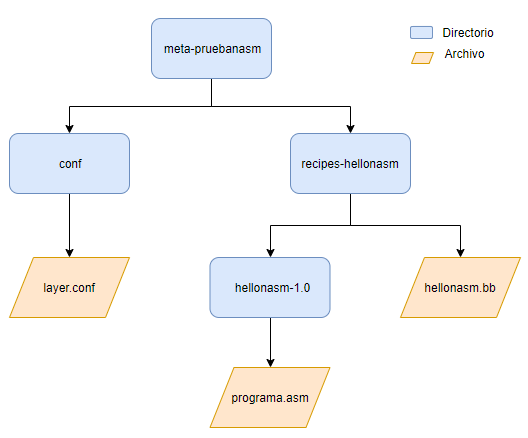 meta-pruebanasm
Directorio
Archivo
conf
recipes-hellonasm
layer.conf
hellonasm-1.0
hellonasm.bb
programa.asm